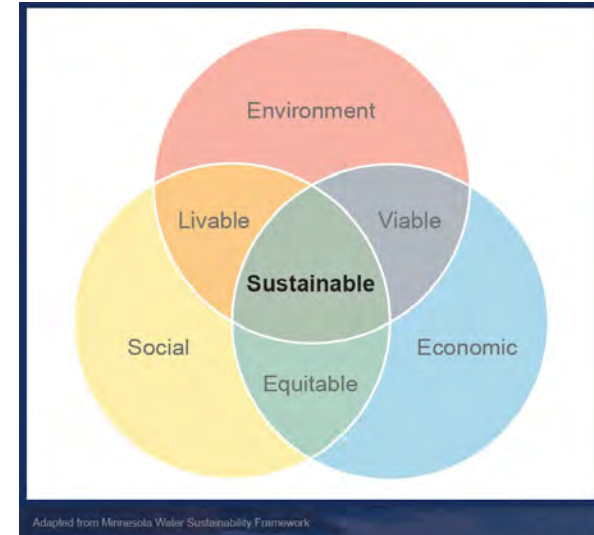 Environment
Livable
Viable
Sustainable
Social
Economic
Equitable
Adapted from Minnesota Water Sustainability Framework